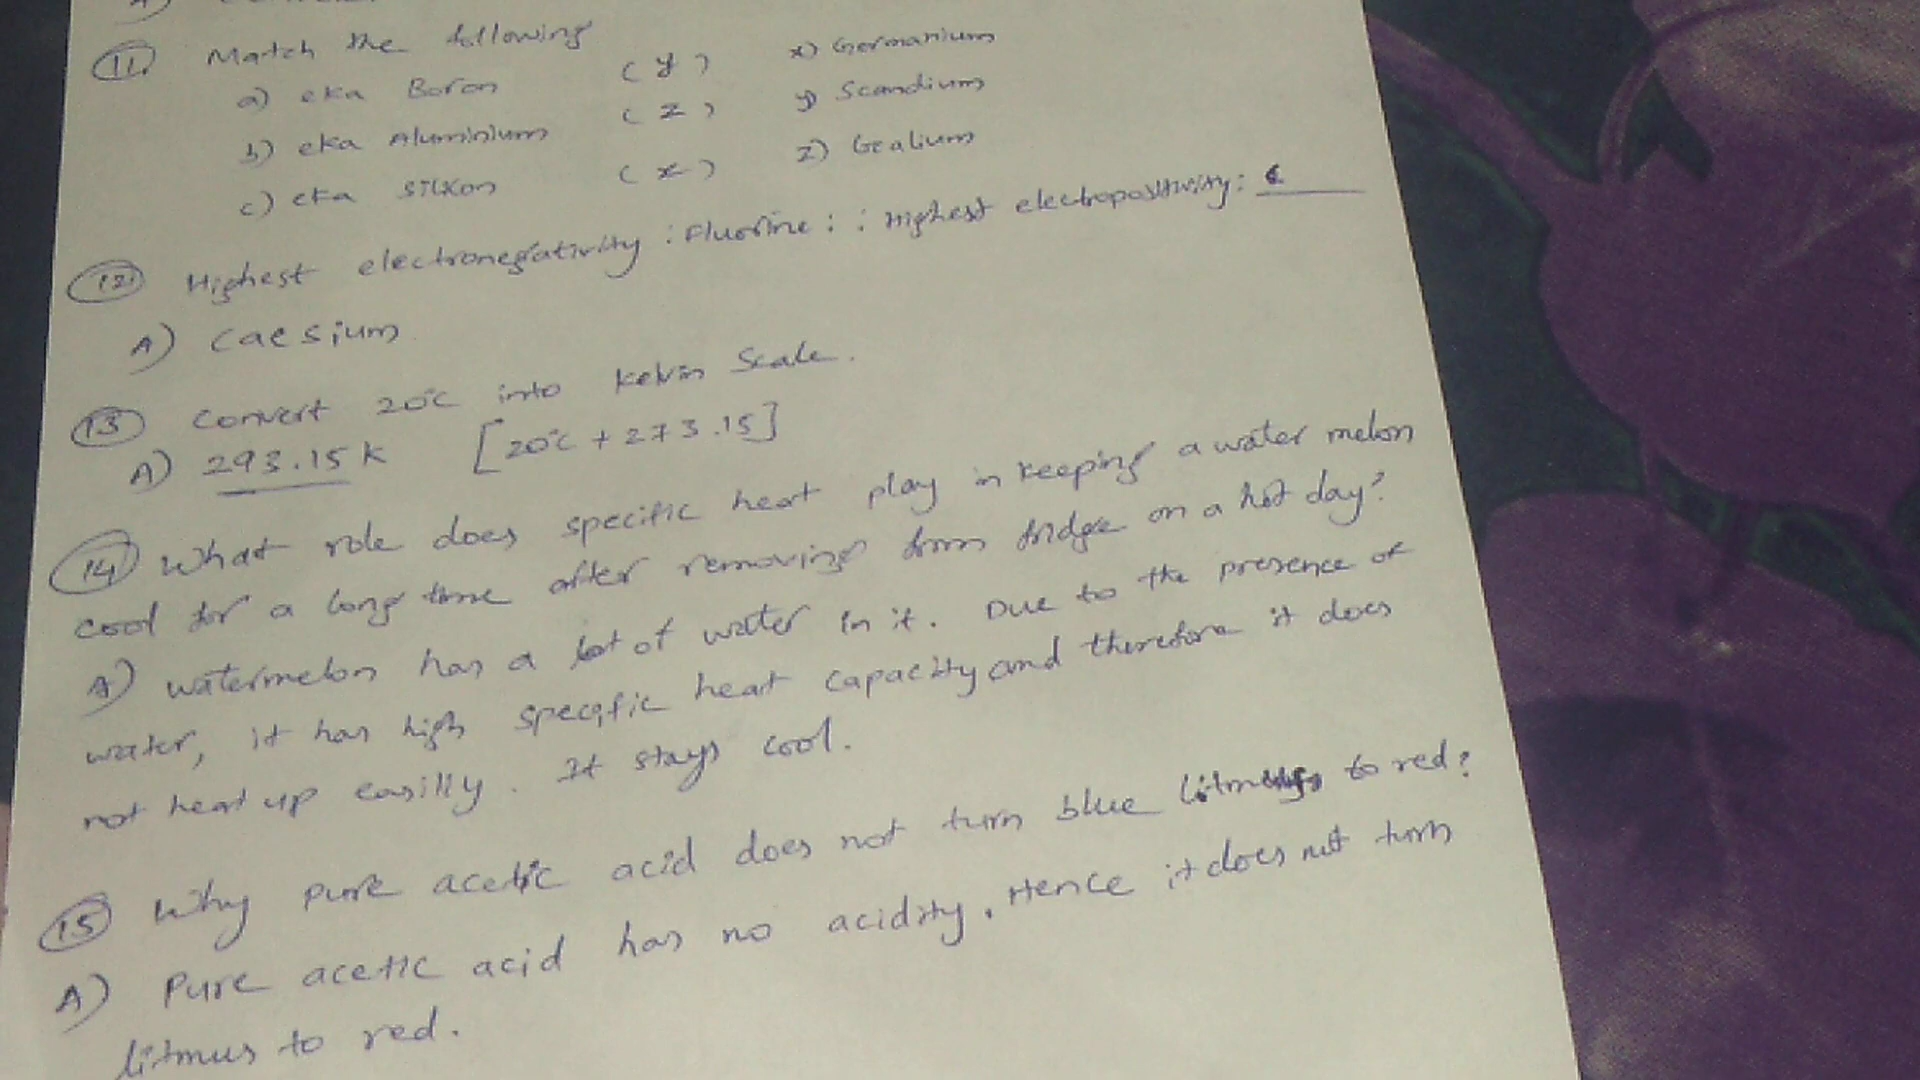 11. Match the following
a) eka Boron ( y ) x) Germanium
b) eka Aluminium ( z ) y) Scandium
c) eka Silicon ( x ) z) Gealium
12. Highest electronegativity : Fluorine : : Highest electropositivity :
A) Caesium
13 Convert 20°c into kelvin Scale.
A) 293.15 k [20°c + 273.15]
14 What role does specific heat play in keeping a water melon
cool for a long time after removing from fridge on a hot day?
A) watermelon has a lot of water in it. Due to the presence of
water, it has high specific heat capacity and therefore it does
not heat up easilly. It stays cool.
15 Why pure acetic acid does not turn blue litmus to red?
A) Pure acetic acid has no acidity. Hence it does not turn
litmus to red.